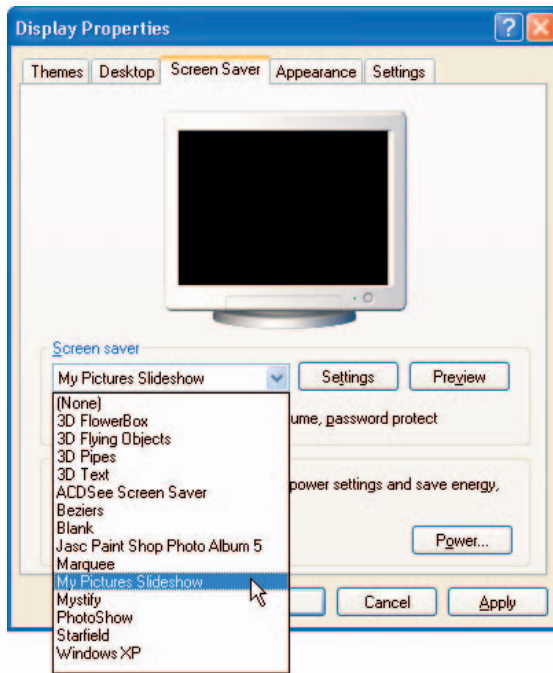 Display Properties
?
Themes Desktop Screen Saver Appearance Settings
Screen saver
My Pictures Slideshow Settings Preview
(None)
3D FlowerBox
ume, password protect
3D Flying Objects
3D Pipes
3D Text
power settings and save energy,
ACDSee Screen Saver
Beziers
Blank
Jasc Paint Shop Photo Album 5
Power...
Marquee
My Pictures Slideshow
Mystify
Cancel Apply
PhotoShow
Starfield
Windows XP